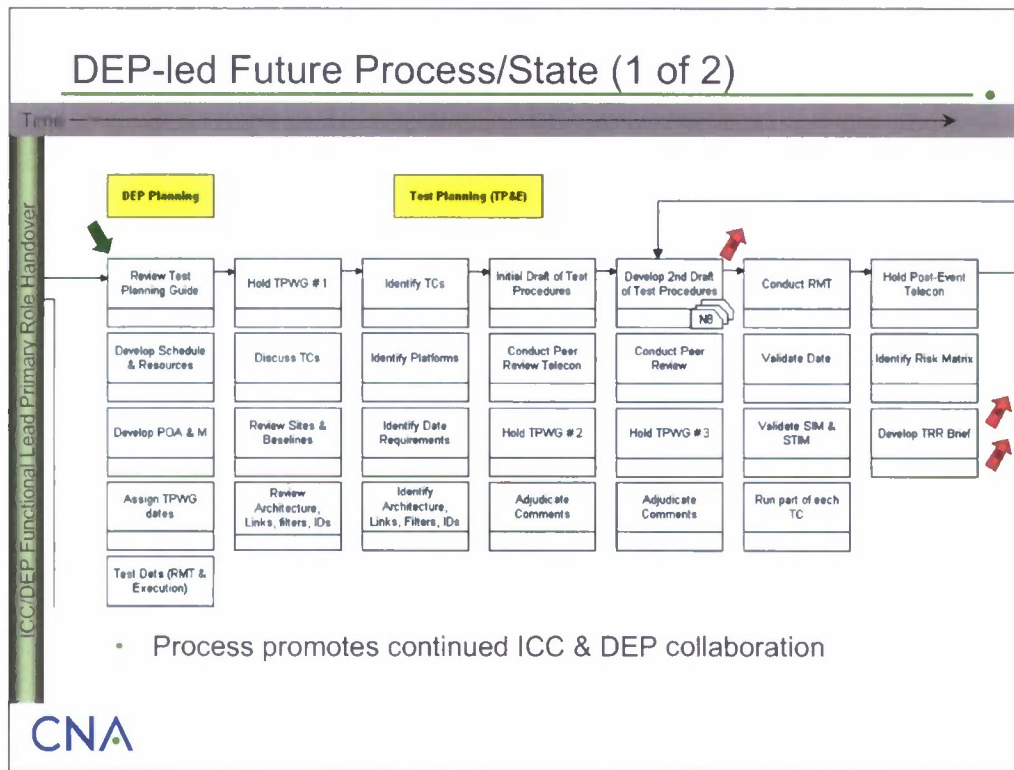 DEP-led Future Process/State (1 of 2)
Time
ICC/DEP Functional Lead Primary Role Handover
DEP Planning
Test Planning (TP&E)
Review Test
Planning Guide
Develop Schedule
& Resources
Develop POA & M
Assign TPWG
dates
Test Dets (RMT &
Execution)
Hold TPWG # 1
Discuss TCs
Review Sites &
Baselines
Review
Architecture,
Links, filters, IDs
Identify TCs
Identify Platforms
Identify Date
Requirements
Identify
Architecture,
Links, Filters, IDs
Initial Draft of Test
Procedures
Conduct Peer
Review Telecon
Hold TPWG # 2
Adjudicate
Comments
Develop 2nd Draft
of Test Procedures
NB
Conduct Peer
Review
Hold TPWG # 3
Adjudicate
Comments
Conduct RMT
Validate Date
Validate SIM &
STIM
Run part of each
TC
Hold Post-Event
Telecon
Identify Risk Matrix
Develop TRR Brief
• Process promotes continued ICC & DEP collaboration
CNA